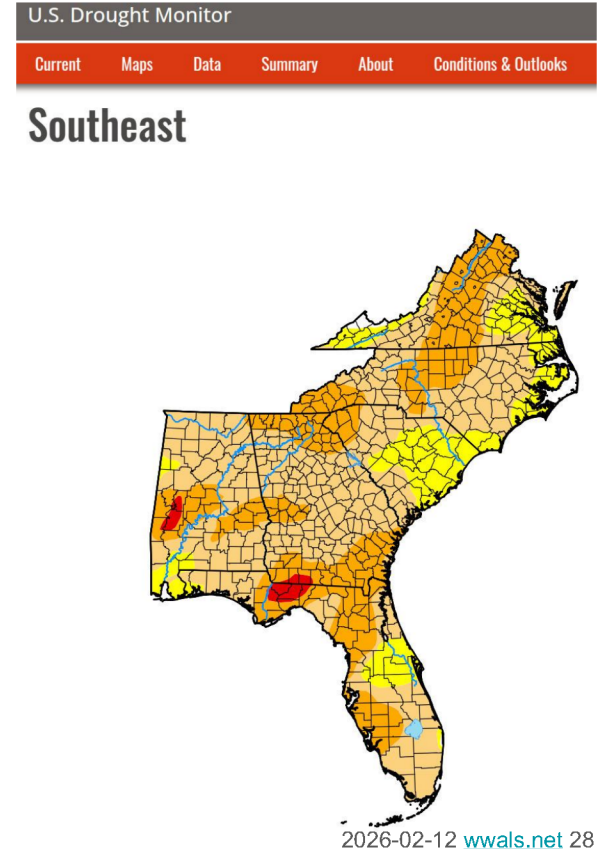 U.S. Drought Monitor
Current Maps Data Summary About Conditions & Outlooks
Southeast
2026-02-12 wwals.net 28